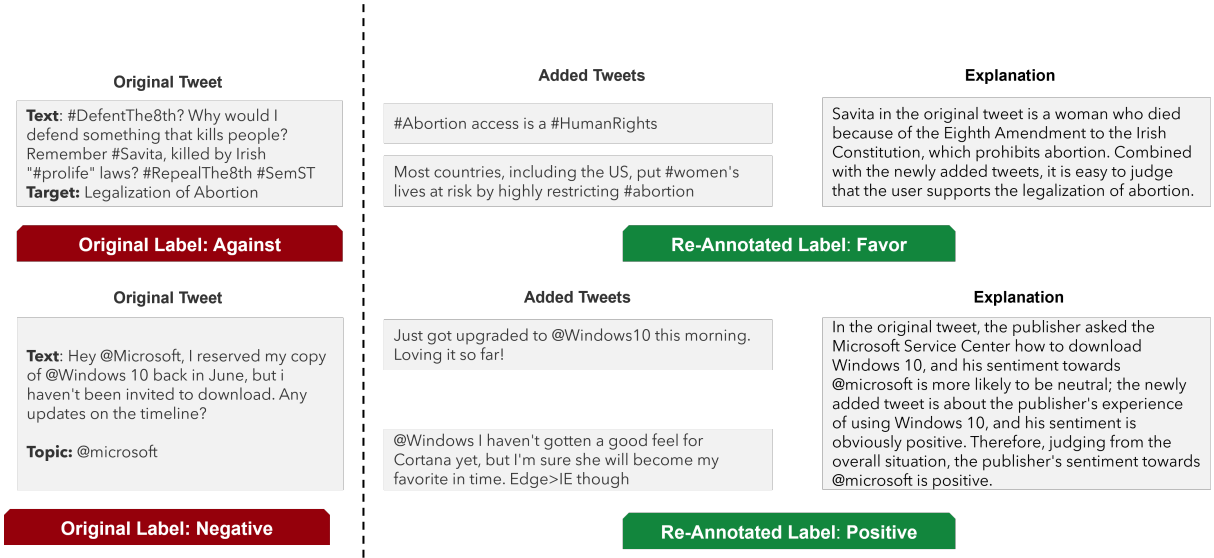 Original Tweet
Text: #DefentThe8th? Why would I
defend something that kills people?
Remember #Savita, killed by Irish
"#prolife" laws? #RepealThe8th #SemST
Target: Legalization of Abortion
Original Label: Against
Added Tweets
#Abortion access is a #HumanRights
Most countries, including the US, put #women's
lives at risk by highly restricting #abortion
Explanation
Savita in the original tweet is a woman who died
because of the Eighth Amendment to the Irish
Constitution, which prohibits abortion. Combined
with the newly added tweets, it is easy to judge
that the user supports the legalization of abortion.
Re-Annotated Label: Favor
Original Tweet
Text: Hey @Microsoft, I reserved my copy
of @Windows 10 back in June, but i
haven't been invited to download. Any
updates on the timeline?
Topic: @microsoft
Original Label: Negative
Added Tweets
Just got upgraded to @Windows10 this morning.
Loving it so far!
@Windows I haven't gotten a good feel for
Cortana yet, but I'm sure she will become my
favorite in time. Edge>IE though
Explanation
In the original tweet, the publisher asked the
Microsoft Service Center how to download
Windows 10, and his sentiment towards
@microsoft is more likely to be neutral; the newly
added tweet is about the publisher's experience
of using Windows 10, and his sentiment is
obviously positive. Therefore, judging from the
overall situation, the publisher's sentiment towards
@microsoft is positive.
Re-Annotated Label: Positive